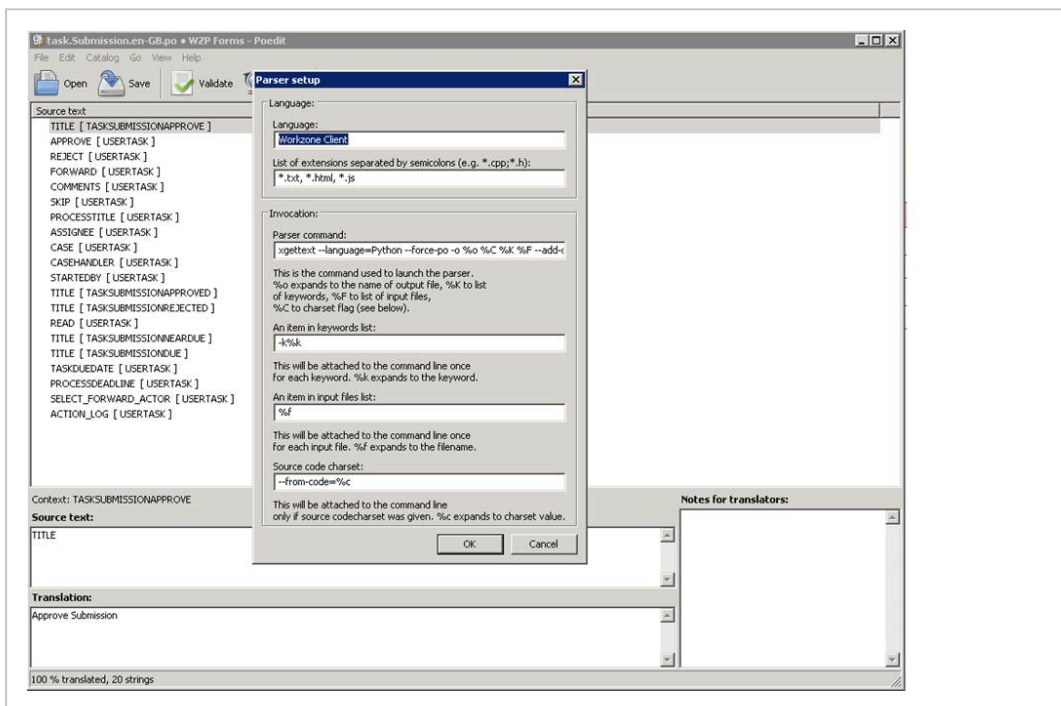 task.Submission.en-GB.po • WZP Forms - Poedit
File Edit Catalog Go View Help
Open Save Validate
Source text
TITLE [ TASKSUBMISSIONAPPROVE ]
APPROVE [ USERTASK ]
REJECT [ USERTASK ]
FORWARD [ USERTASK ]
COMMENTS [ USERTASK ]
SKIP [ USERTASK ]
PROCESSTITLE [ USERTASK ]
ASSIGNEE [ USERTASK ]
CASE [ USERTASK ]
CASEHANDLER [ USERTASK ]
STARTEDBY [ USERTASK ]
TITLE [ TASKSUBMISSIONAPPROVED ]
TITLE [ TASKSUBMISSIONREJECTED ]
READ [ USERTASK ]
TITLE [ TASKSUBMISSIONNEARDUE ]
TITLE [ TASKSUBMISSIONDUE ]
TASKDUEDATE [ USERTASK ]
PROCESSDEADLINE [ USERTASK ]
SELECT_FORWARD_ACTOR [ USERTASK ]
ACTION_LOG [ USERTASK ]
Parser setup
Language:
Language:
Workzone Client
List of extensions separated by semicolons (e.g. *.cpp;*.h):
*.txt, *.html, *.js
Invocation:
Parser command:
xgettext --language=Python --force-po -o %o %C %K %F --add-c
This is the command used to launch the parser.
%o expands to the name of output file, %K to list
of keywords, %F to list of input files,
%C to charset flag (see below).
An item in keywords list:
-k%k
This will be attached to the command line once
for each keyword. %k expands to the keyword.
An item in input files list:
%f
This will be attached to the command line once
for each input file. %f expands to the filename.
Source code charset:
--from-code=%c
This will be attached to the command line
only if source codecharset was given. %c expands to charset value.
OK Cancel
Context: TASKSUBMISSIONAPPROVE
Source text:
TITLE
Translation:
Approve Submission
Notes for translators:
100 % translated, 20 strings